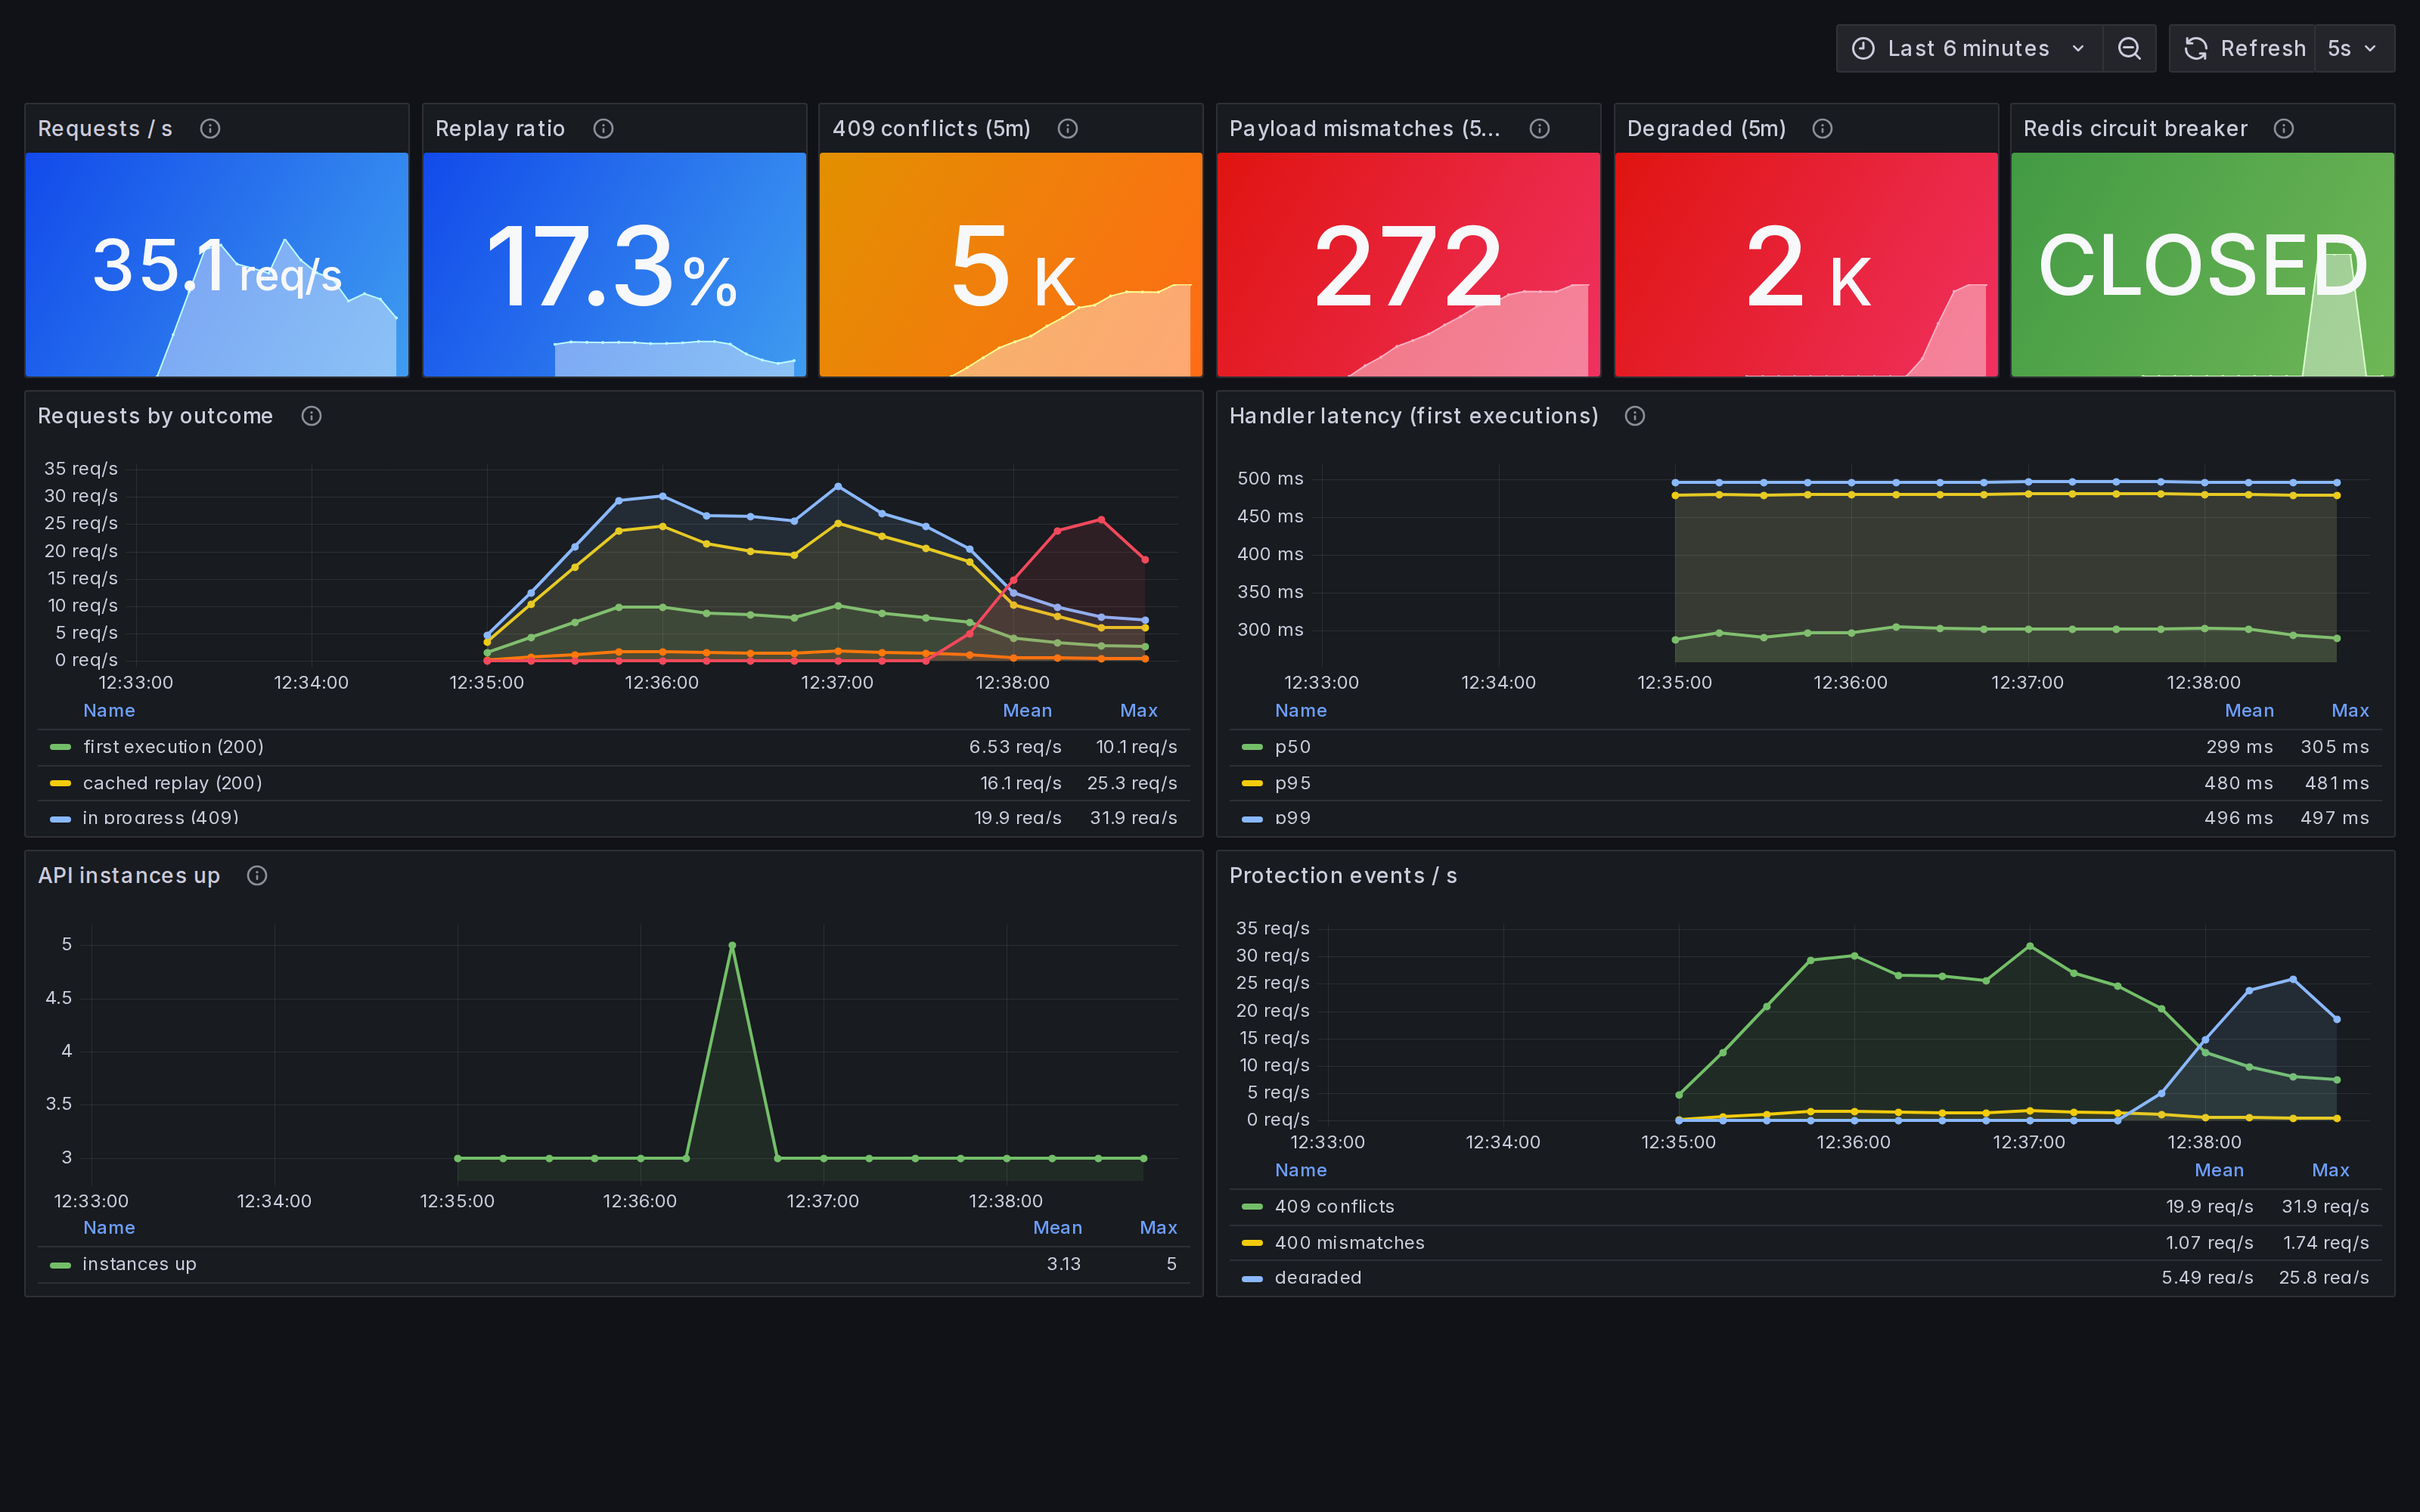 Last 6 minutes
Refresh
5s
Requests / s
Replay ratio
409 conflicts (5m)
Payload mismatches (5...
Degraded (5m)
Redis circuit breaker
35.1 req/s
17.3%
5 K
272
2 K
CLOSED
Requests by outcome
35 req/s
30 req/s
25 req/s
20 req/s
15 req/s
10 req/s
5 req/s
0 req/s
12:33:00 12:34:00 12:35:00 12:36:00 12:37:00 12:38:00
Name Mean Max
first execution (200) 6.53 req/s 10.1 req/s
cached replay (200) 16.1 req/s 25.3 req/s
in progress (409) 19.9 req/s 31.9 req/s
Handler latency (first executions)
500 ms
450 ms
400 ms
350 ms
300 ms
12:33:00 12:34:00 12:35:00 12:36:00 12:37:00 12:38:00
Name Mean Max
p50 299 ms 305 ms
p95 480 ms 481 ms
p99 496 ms 497 ms
API instances up
5
4.5
4
3.5
3
12:33:00 12:34:00 12:35:00 12:36:00 12:37:00 12:38:00
Name Mean Max
instances up 3.13 5
Protection events / s
35 req/s
30 req/s
25 req/s
20 req/s
15 req/s
10 req/s
5 req/s
0 req/s
12:33:00 12:34:00 12:35:00 12:36:00 12:37:00 12:38:00
Name Mean Max
409 conflicts 19.9 req/s 31.9 req/s
400 mismatches 1.07 req/s 1.74 req/s
degraded 5.49 req/s 25.8 req/s